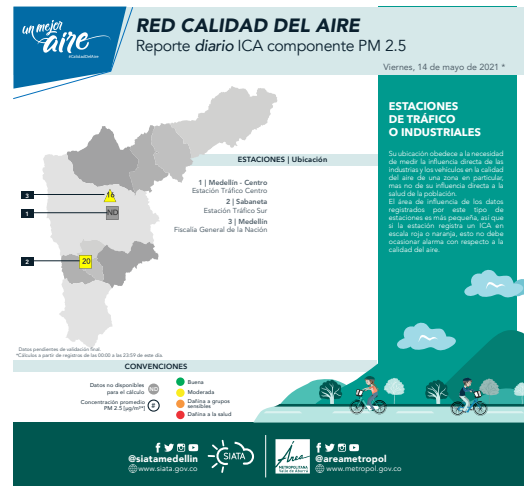 un mejor
aire
#CalidadDelAire
RED CALIDAD DEL AIRE
Reporte diario ICA componente PM 2.5
Viernes, 14 de mayo de 2021 *
ESTACIONES
DE TRÁFICO
O INDUSTRIALES
Su ubicación obedece a la necesidad
de medir la influencia directa de las
industrias y los vehículos en la calidad
del aire de una zona en particular,
mas no de su influencia directa a la
salud de la población.
El área de influencia de los datos
registrados por este tipo de
estaciones es más pequeña, así que
si la estación registra un ICA en
escala roja o naranja, esto no debe
ocasionar alarma con respecto a la
calidad del aire.
ESTACIONES | Ubicación
1 | Medellín - Centro
Estación Tráfico Centro
2 | Sabaneta
Estación Tráfico Sur
3 | Medellín
Fiscalia General de la Nación
3
16
1
ND
2
20
Datos pendientes de validación final.
*Cálculos a partir de registros de las 00:00 a las 23:59 de este día.
CONVENCIONES
Datos no disponibles
para el cálculo
ND
Concentración promedio
PM 2.5 [µg/m³*]
#
Buena
Moderada
Dañina a grupos
sensibles
Dañina a la salud
@siatamedellin
www.siata.gov.co
SIATA
Área
METROPOLITANA
Valle de Aburrá
@areametropol
www.metropol.gov.co